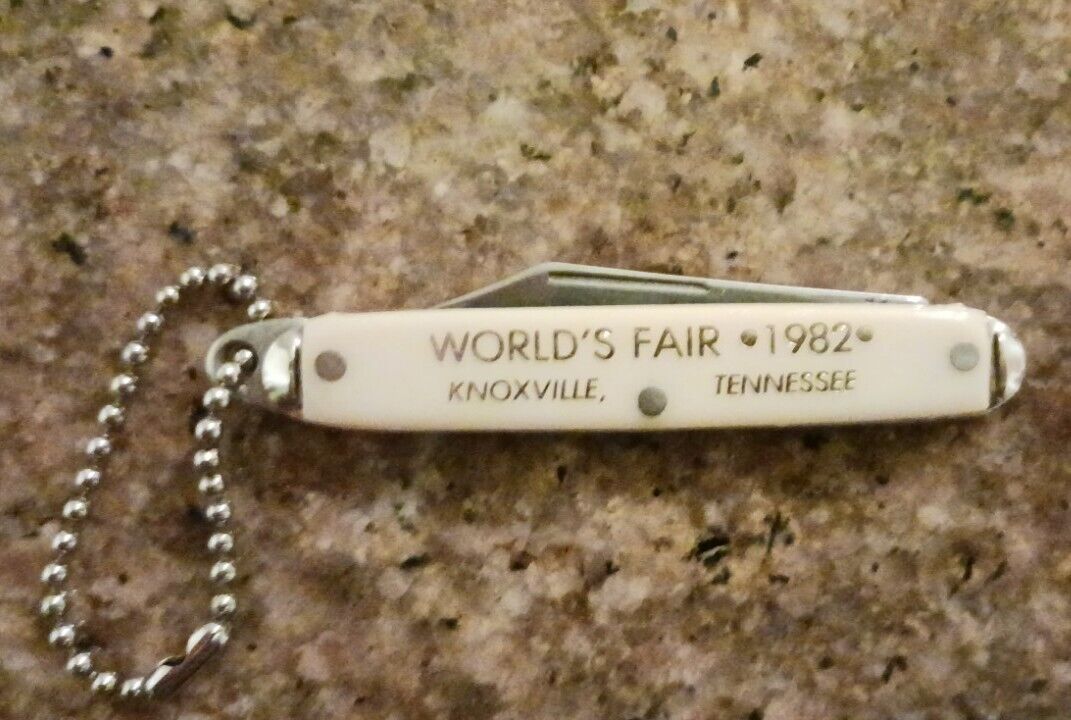 WORLD'S FAIR • 1982 •
KNOXVILLE, TENNESSEE